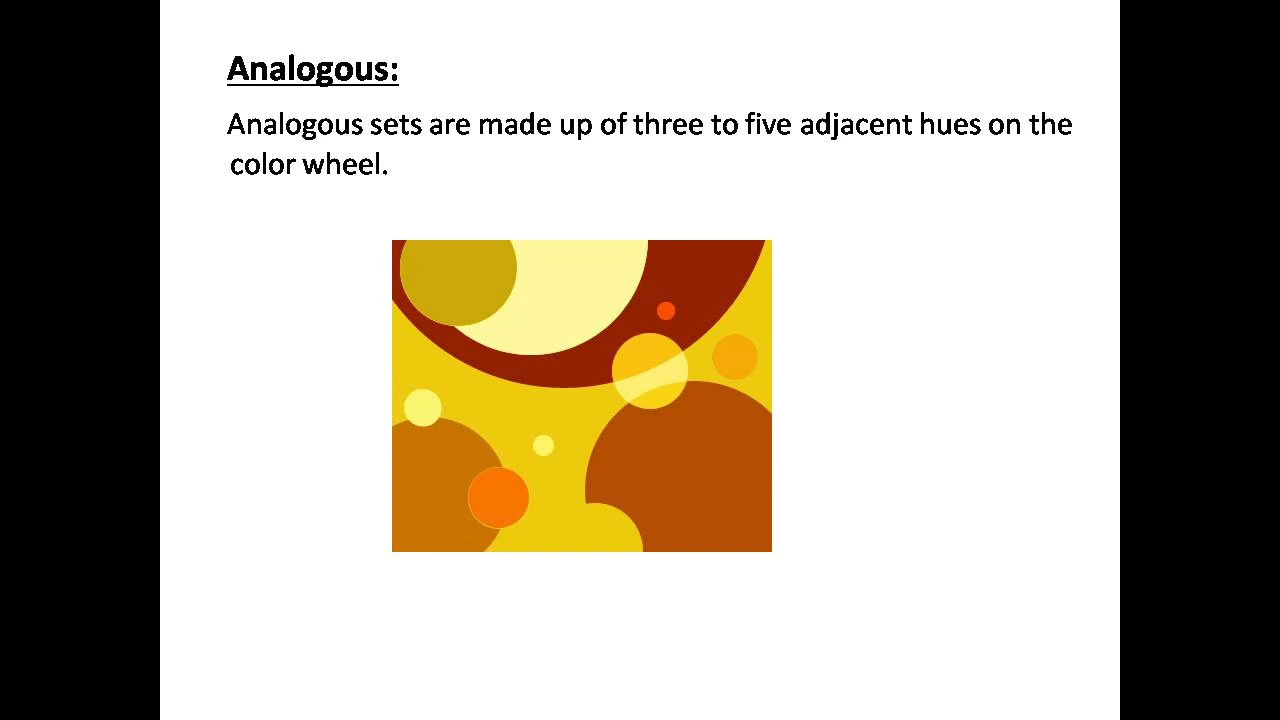 Analogous:
Analogous sets are made up of three to five adjacent hues on the
color wheel.